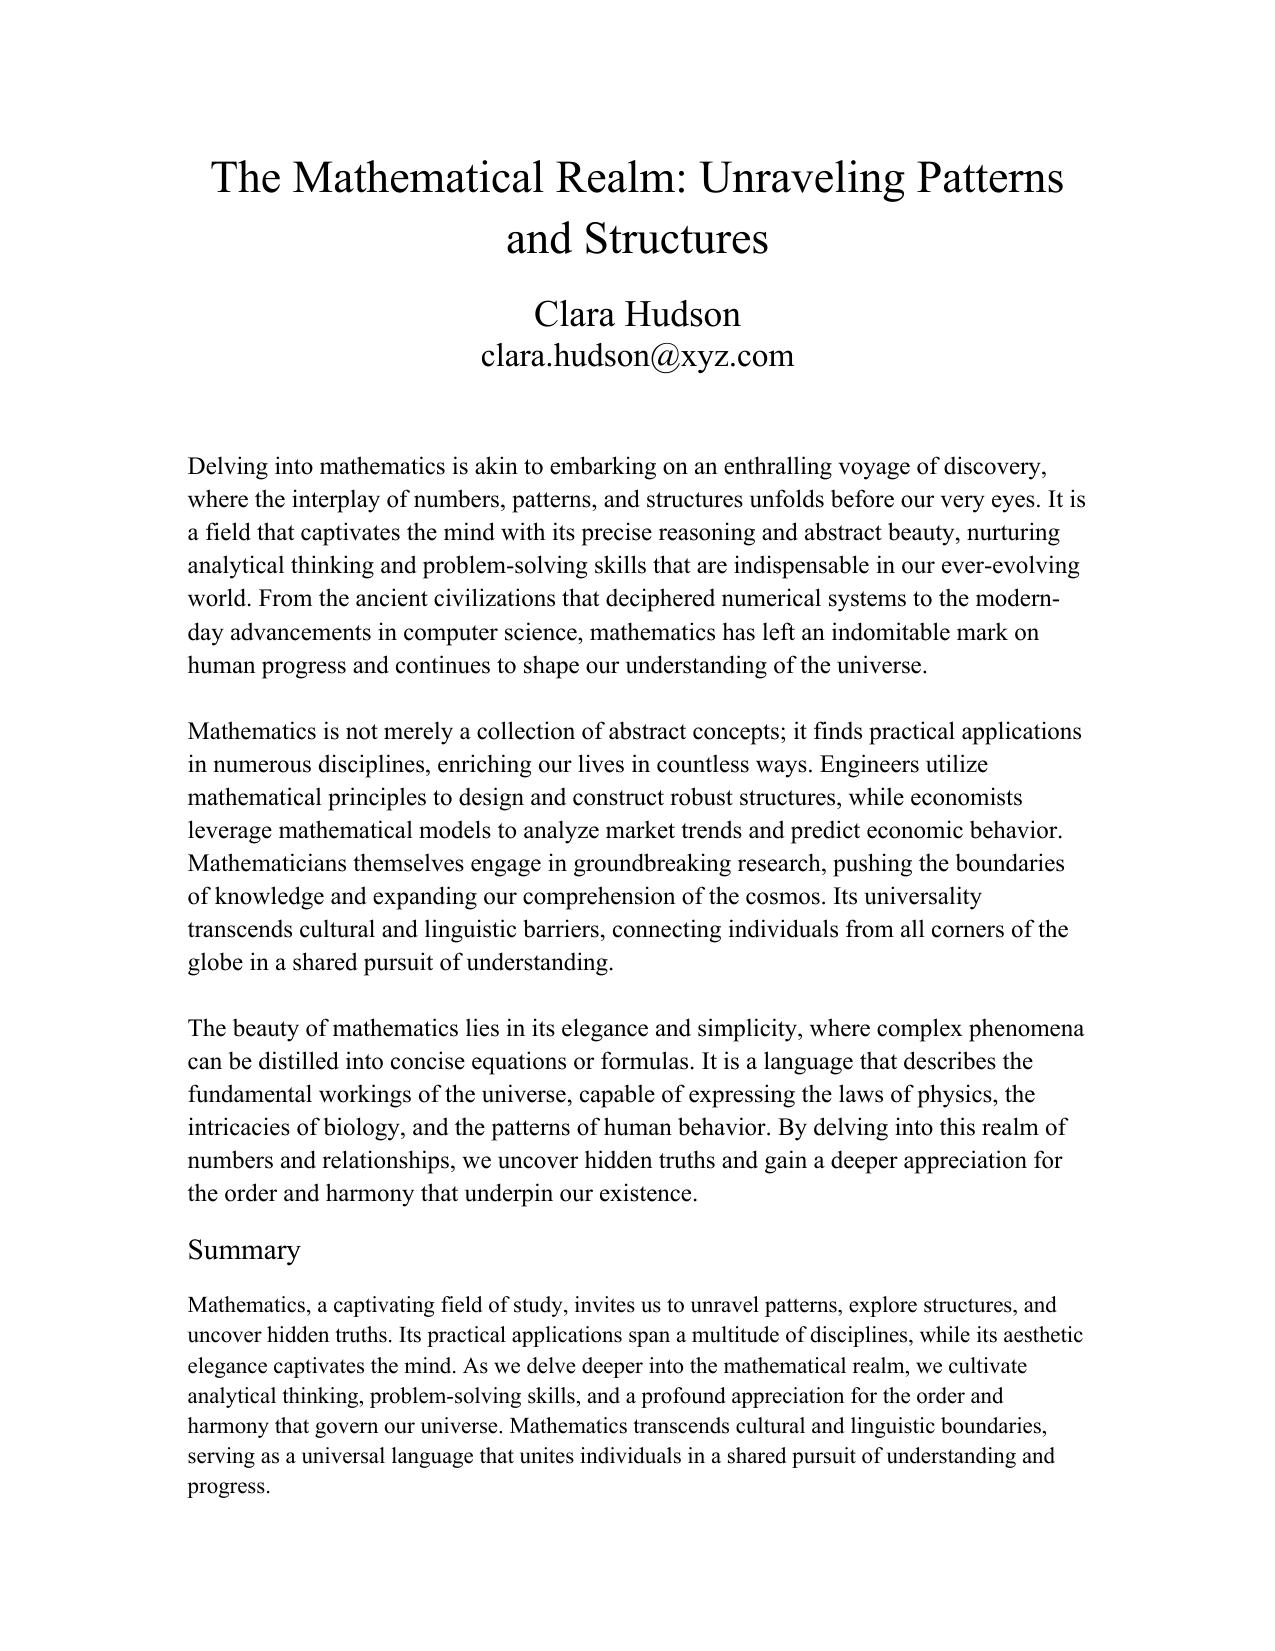 The Mathematical Realm: Unraveling Patterns
and Structures
Clara Hudson
clara.hudson@xyz.com
Delving into mathematics is akin to embarking on an enthralling voyage of discovery,
where the interplay of numbers, patterns, and structures unfolds before our very eyes. It is
a field that captivates the mind with its precise reasoning and abstract beauty, nurturing
analytical thinking and problem-solving skills that are indispensable in our ever-evolving
world. From the ancient civilizations that deciphered numerical systems to the modern-
day advancements in computer science, mathematics has left an indomitable mark on
human progress and continues to shape our understanding of the universe.
Mathematics is not merely a collection of abstract concepts; it finds practical applications
in numerous disciplines, enriching our lives in countless ways. Engineers utilize
mathematical principles to design and construct robust structures, while economists
leverage mathematical models to analyze market trends and predict economic behavior.
Mathematicians themselves engage in groundbreaking research, pushing the boundaries
of knowledge and expanding our comprehension of the cosmos. Its universality
transcends cultural and linguistic barriers, connecting individuals from all corners of the
globe in a shared pursuit of understanding.
The beauty of mathematics lies in its elegance and simplicity, where complex phenomena
can be distilled into concise equations or formulas. It is a language that describes the
fundamental workings of the universe, capable of expressing the laws of physics, the
intricacies of biology, and the patterns of human behavior. By delving into this realm of
numbers and relationships, we uncover hidden truths and gain a deeper appreciation for
the order and harmony that underpin our existence.
Summary
Mathematics, a captivating field of study, invites us to unravel patterns, explore structures, and
uncover hidden truths. Its practical applications span a multitude of disciplines, while its aesthetic
elegance captivates the mind. As we delve deeper into the mathematical realm, we cultivate
analytical thinking, problem-solving skills, and a profound appreciation for the order and
harmony that govern our universe. Mathematics transcends cultural and linguistic boundaries,
serving as a universal language that unites individuals in a shared pursuit of understanding and
progress.